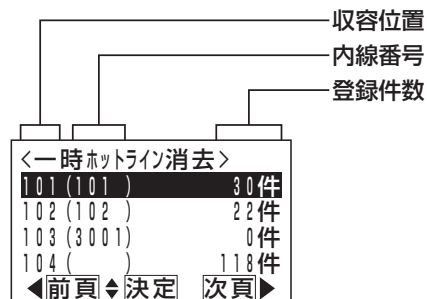 収容位置
内線番号
登録件数
<一時ホットライン消去>
101(101 ) 30件
102(102 ) 22件
103(3001) 0件
104( ) 118件
◀前頁◆決定 次頁▶